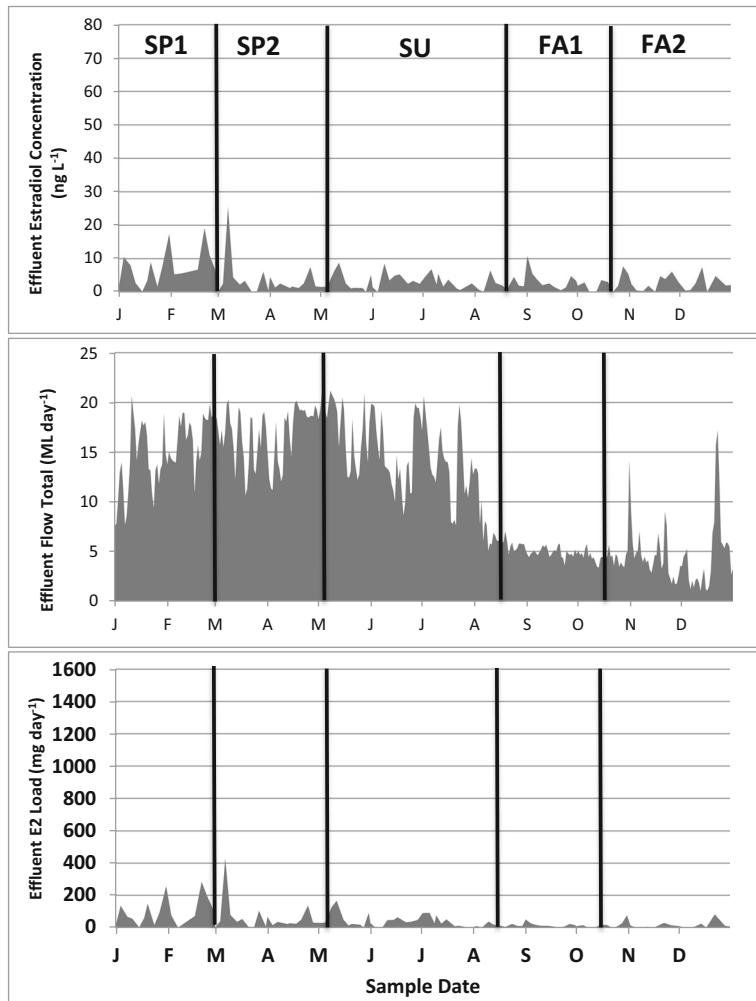 SP1 SP2 SU FA1 FA2
Effluent Estradiol Concentration
(ng L⁻¹)
80
70
60
50
40
30
20
10
0
J F M A M J J A S O N D
Effluent Flow Total (ML day⁻¹)
25
20
15
10
5
0
J F M A M J J A S O N D
Effluent E2 Load (mg day⁻¹)
1600
1400
1200
1000
800
600
400
200
0
J F M A M J J A S O N D
Sample Date